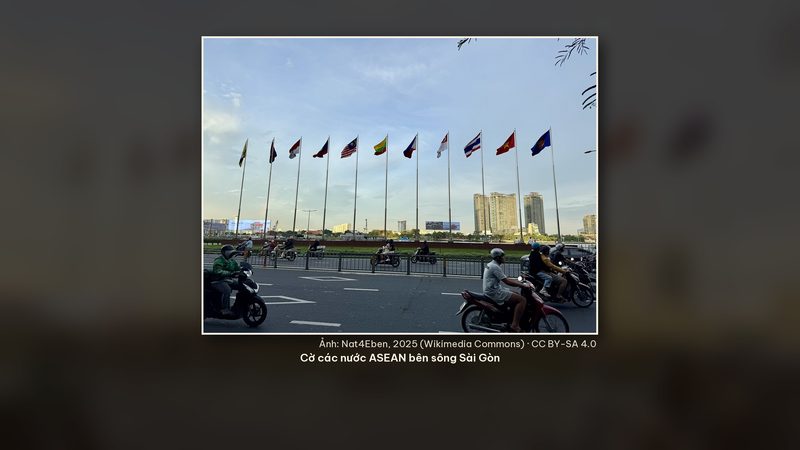 Ảnh: Nat4Eben, 2025 (Wikimedia Commons) · CC BY-SA 4.0
Cờ các nước ASEAN bên sông Sài Gòn